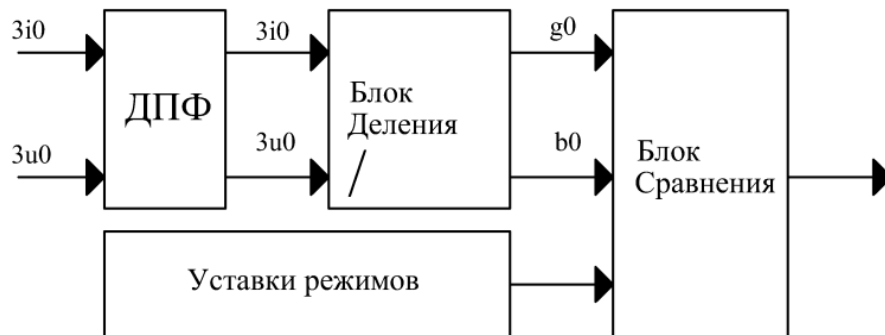 3i0
3i0
g0
ДПФ
Блок
Деления
/
3u0
3u0
b0
Блок
Сравнения
Уставки режимов